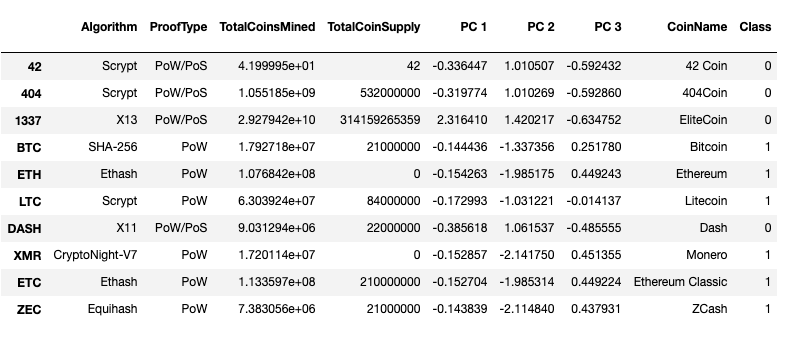 Algorithm ProofType TotalCoinsMined TotalCoinSupply PC 1 PC 2 PC 3 CoinName Class
42 Scrypt PoW/PoS 4.199995e+01 42 -0.336447 1.010507 -0.592432 42 Coin 0
404 Scrypt PoW/PoS 1.055185e+09 532000000 -0.319774 1.010269 -0.592860 404Coin 0
1337 X13 PoW/PoS 2.927942e+10 314159265359 2.316410 1.420217 -0.634752 EliteCoin 0
BTC SHA-256 PoW 1.792718e+07 21000000 -0.144436 -1.337356 0.251780 Bitcoin 1
ETH Ethash PoW 1.076842e+08 0 -0.154263 -1.985175 0.449243 Ethereum 1
LTC Scrypt PoW 6.303924e+07 84000000 -0.172993 -1.031221 -0.014137 Litecoin 1
DASH X11 PoW/PoS 9.031294e+06 22000000 -0.385618 1.061537 -0.485555 Dash 0
XMR CryptoNight-V7 PoW 1.720114e+07 0 -0.152857 -2.141750 0.451355 Monero 1
ETC Ethash PoW 1.133597e+08 210000000 -0.152704 -1.985314 0.449224 Ethereum Classic 1
ZEC Equihash PoW 7.383056e+06 21000000 -0.143839 -2.114840 0.437931 ZCash 1